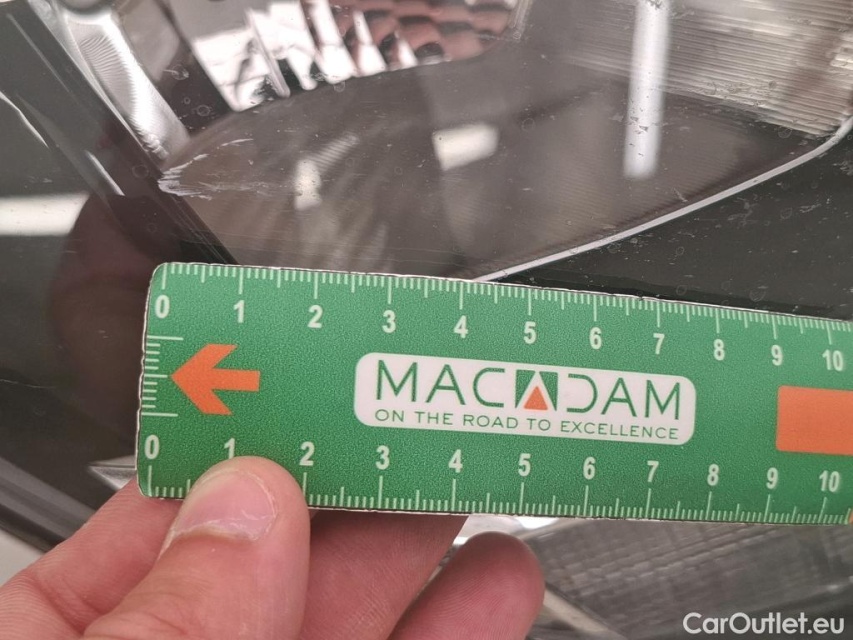 0 1 2 3 4 5 6 7 8 9 10
MACADAM
ON THE ROAD TO EXCELLENCE
0 1 2 3 4 5 6 7 8 9 10
CarOutlet.eu